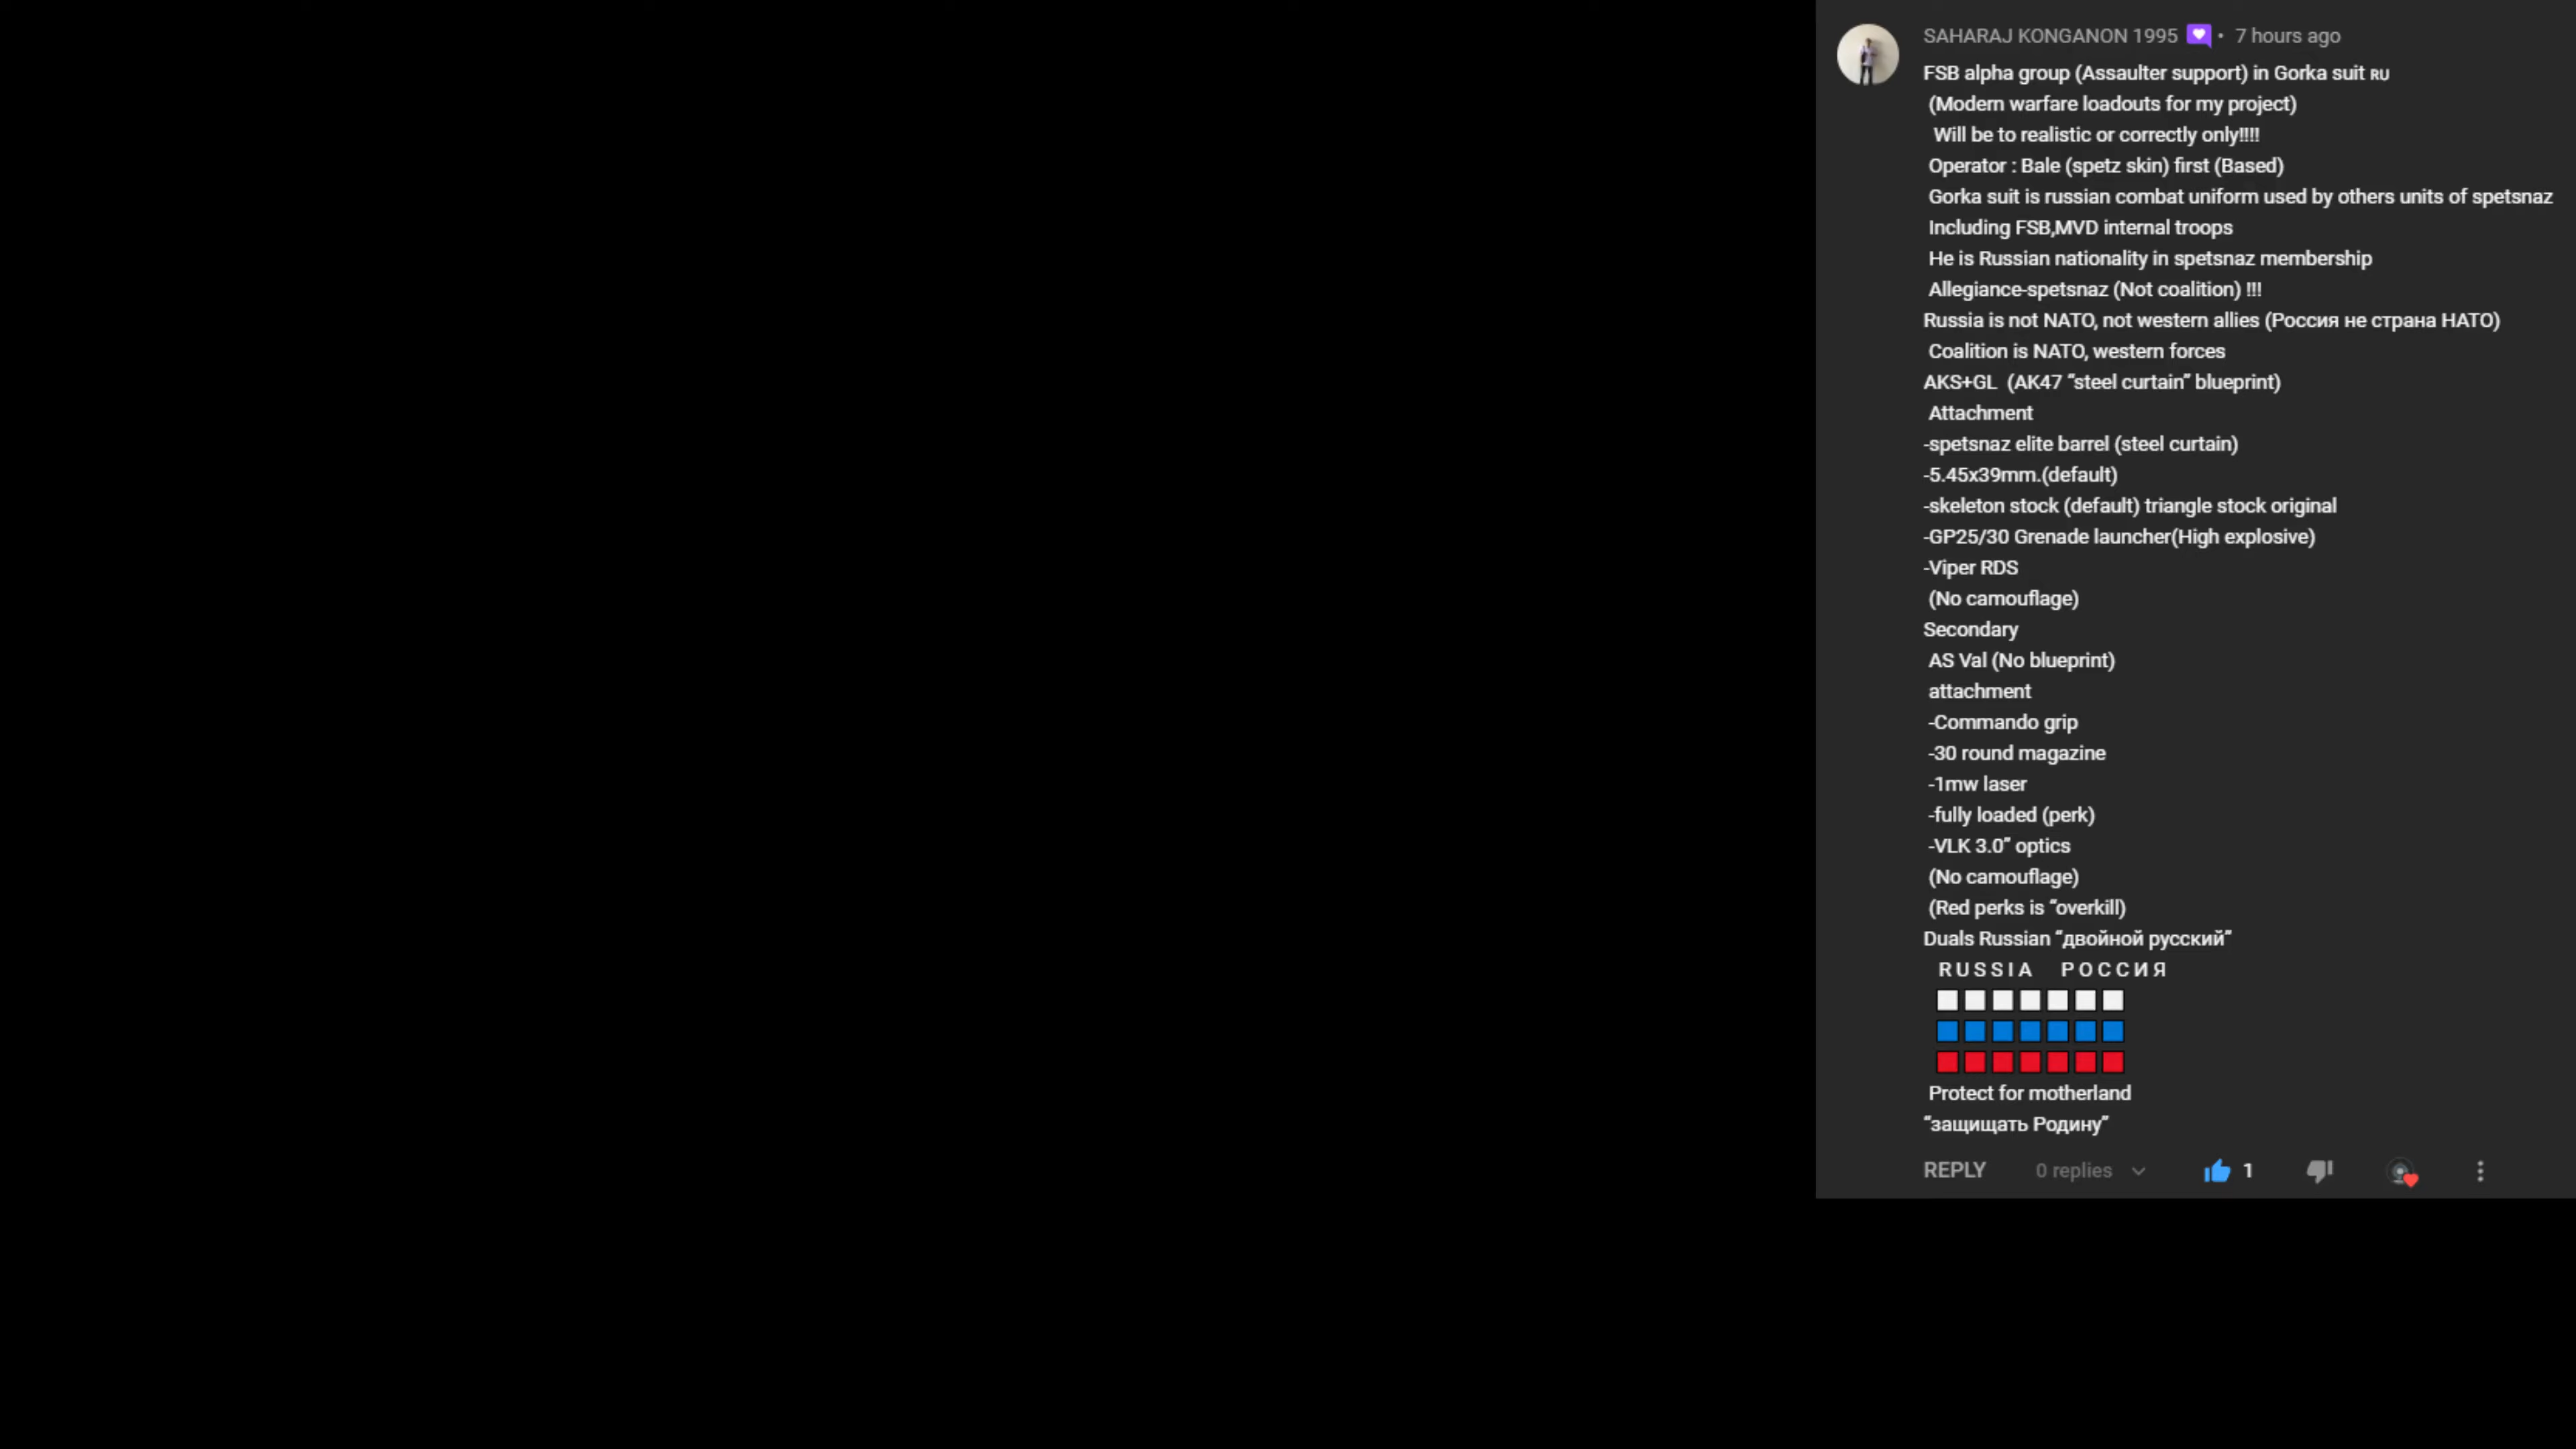 SAHARAJ KONGANON 1995 • 7 hours ago
FSB alpha group (Assaulter support) in Gorka suit RU
(Modern warfare loadouts for my project)
Will be to realistic or correctly only!!!!
Operator : Bale (spetz skin) first (Based)
Gorka suit is russian combat uniform used by others units of spetsnaz
Including FSB,MVD internal troops
He is Russian nationality in spetsnaz membership
Allegiance-spetsnaz (Not coalition) !!!
Russia is not NATO, not western allies (Россия не страна НАТО)
Coalition is NATO, western forces
AKS+GL (AK47 “steel curtain” blueprint)
Attachment
-spetsnaz elite barrel (steel curtain)
-5.45x39mm.(default)
-skeleton stock (default) triangle stock original
-GP25/30 Grenade launcher(High explosive)
-Viper RDS
(No camouflage)
Secondary
AS Val (No blueprint)
attachment
-Commando grip
-30 round magazine
-1mw laser
-fully loaded (perk)
-VLK 3.0” optics
(No camouflage)
(Red perks is “overkill)
Duals Russian “двойной русский”
R U S S I A Р О С С И Я
Protect for motherland
“защищать Родину”
REPLY 0 replies 1